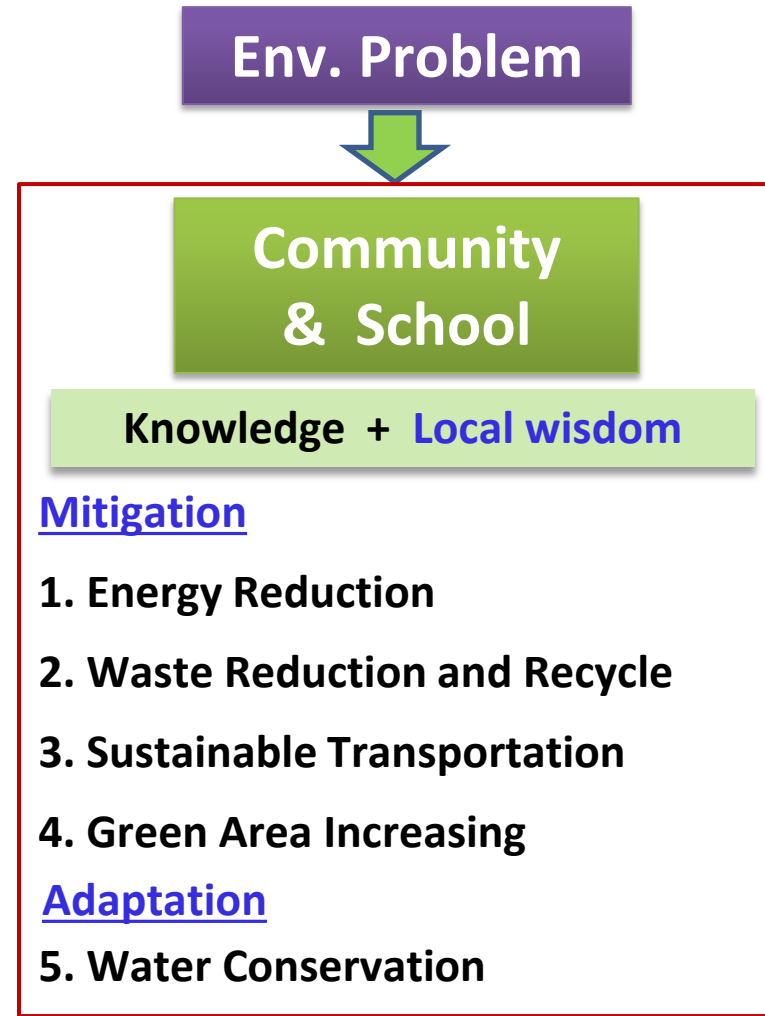 Env. Problem
Community
& School
Knowledge + Local wisdom
Mitigation
1. Energy Reduction
2. Waste Reduction and Recycle
3. Sustainable Transportation
4. Green Area Increasing
Adaptation
5. Water Conservation